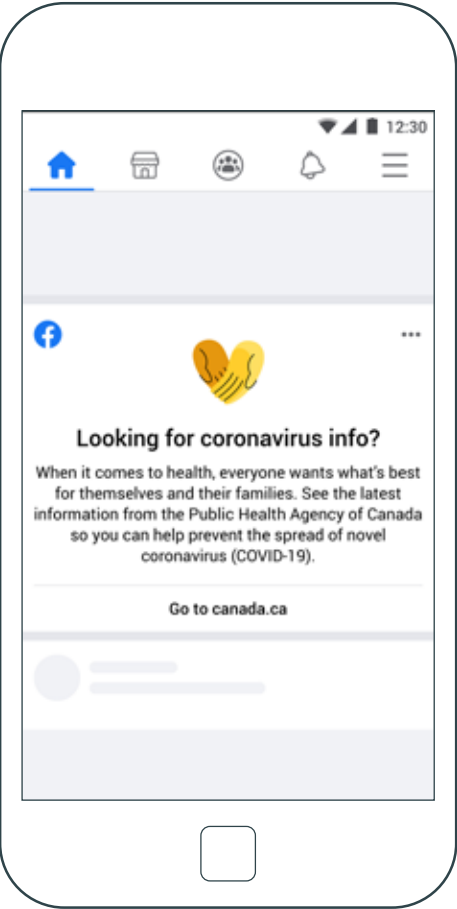 12:30
Looking for coronavirus info?
When it comes to health, everyone wants what's best
for themselves and their families. See the latest
information from the Public Health Agency of Canada
so you can help prevent the spread of novel
coronavirus (COVID-19).
Go to canada.ca